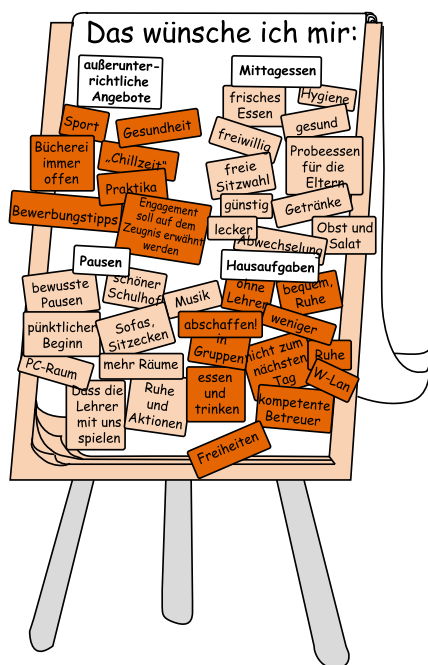 Das wünsche ich mir:
außerunter-
richtliche
Angebote
Sport
Gesundheit
Bücherei
immer
offen
„Chillzeit"
Praktika
Bewerbungstipps
Engagement
soll auf dem
Zeugnis erwähnt
werden
Mittagessen
frisches
Essen
Hygiene
freiwillig
gesund
Probeessen
für die
Eltern
freie
Sitzwahl
günstig
Getränke
lecker
Abwechselung
Obst und
Salat
Pausen
bewusste
Pausen
schöner
Schulhof
Musik
pünktlicher
Beginn
Sofas,
Sitzecken
PC-Raum
mehr Räume
Dass die
Lehrer
mit uns
spielen
Ruhe
und
Aktionen
Hausaufgaben
ohne
Lehrer
bequem,
Ruhe
abschaffen!
weniger
in
Gruppen
nicht zum
nächsten
Tag
Ruhe
W-Lan
essen
und
trinken
kompetente
Betreuer
Freiheiten